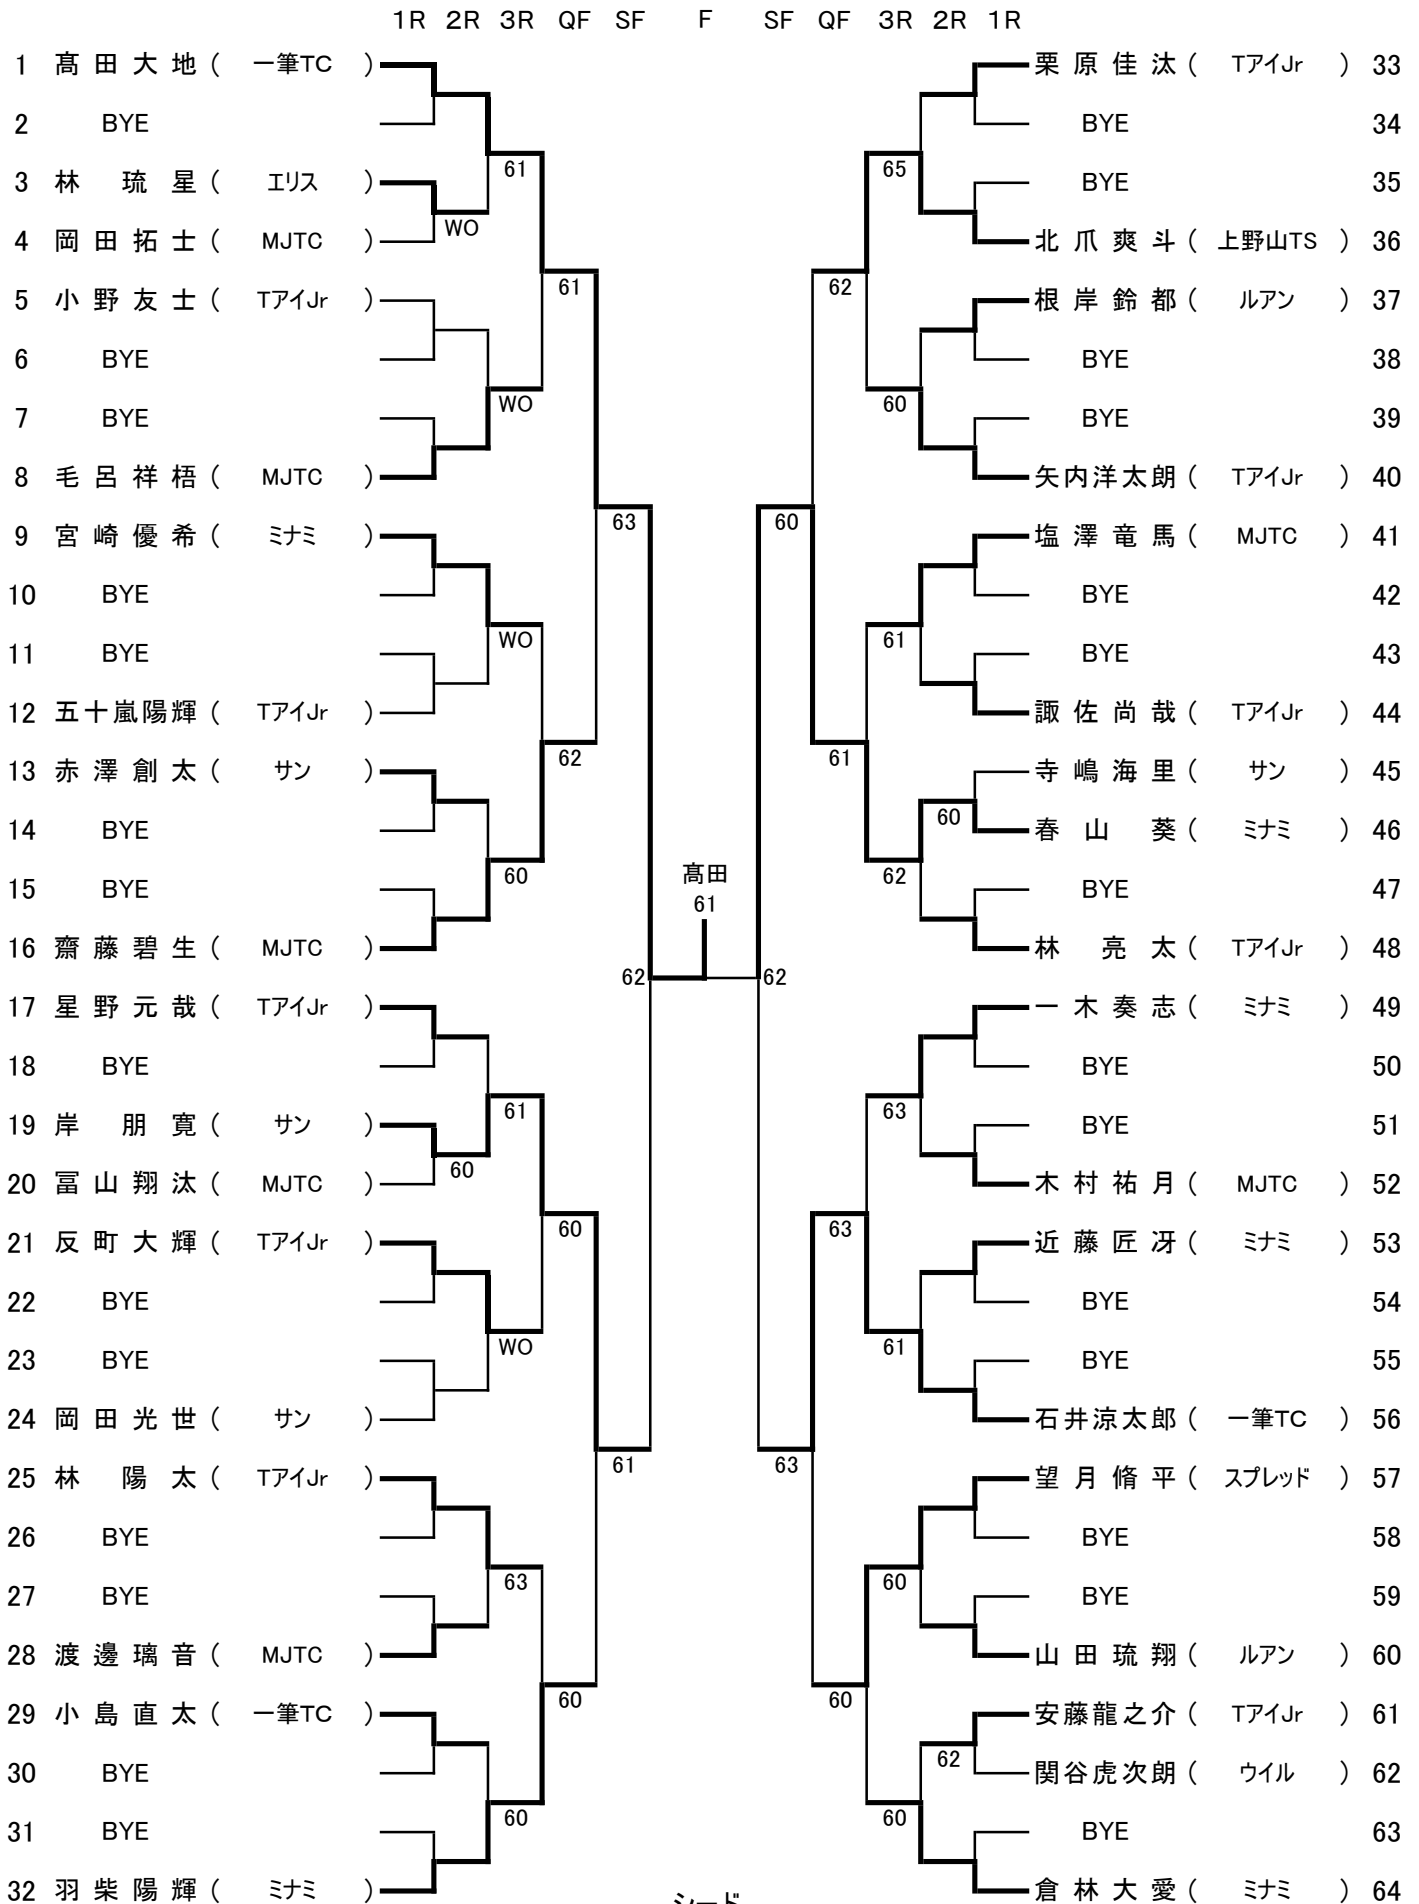 1R 2R 3R QF SF F SF QF 3R 2R 1R
1 髙田大地 ( 一筆TC )
2 BYE
61
3 林 琉星 ( エリス )
WO
4 岡田拓士 ( MJTC )
61
5 小野友士 ( TアイJr )
6 BYE
WO
7 BYE
8 毛呂祥梧 ( MJTC )
63
9 宮崎優希 ( ミナミ )
10 BYE
WO
11 BYE
12 五十嵐陽輝 ( TアイJr )
62
13 赤澤創太 ( サン )
14 BYE
60
15 BYE
16 齋藤碧生 ( MJTC )
62
17 星野元哉 ( TアイJr )
18 BYE
61
19 岸 朋寛 ( サン )
60
20 冨山翔汰 ( MJTC )
60
21 反町大輝 ( TアイJr )
22 BYE
WO
23 BYE
24 岡田光世 ( サン )
61
25 林 陽太 ( TアイJr )
26 BYE
63
27 BYE
28 渡邊璃音 ( MJTC )
60
29 小島直太 ( 一筆TC )
30 BYE
60
31 BYE
32 羽柴陽輝 ( ミナミ )
髙田
61
栗原佳汰 ( TアイJr ) 33
BYE 34
65
BYE 35
北爪爽斗 ( 上野山TS ) 36
62
根岸鈴都 ( ルアン ) 37
BYE 38
60
BYE 39
矢内洋太朗 ( TアイJr ) 40
60
塩澤竜馬 ( MJTC ) 41
BYE 42
61
BYE 43
諏佐尚哉 ( TアイJr ) 44
61
寺嶋海里 ( サン ) 45
60
春山 葵 ( ミナミ ) 46
62
BYE 47
林 亮太 ( TアイJr ) 48
62
一木奏志 ( ミナミ ) 49
BYE 50
63
BYE 51
木村祐月 ( MJTC ) 52
63
近藤匠冴 ( ミナミ ) 53
BYE 54
61
BYE 55
石井涼太郎 ( 一筆TC ) 56
63
望月脩平 ( スプレッド ) 57
BYE 58
60
BYE 59
山田琉翔 ( ルアン ) 60
60
安藤龍之介 ( TアイJr ) 61
62
関谷虎次朗 ( ウイル ) 62
60
BYE 63
倉林大愛 ( ミナミ ) 64
シード